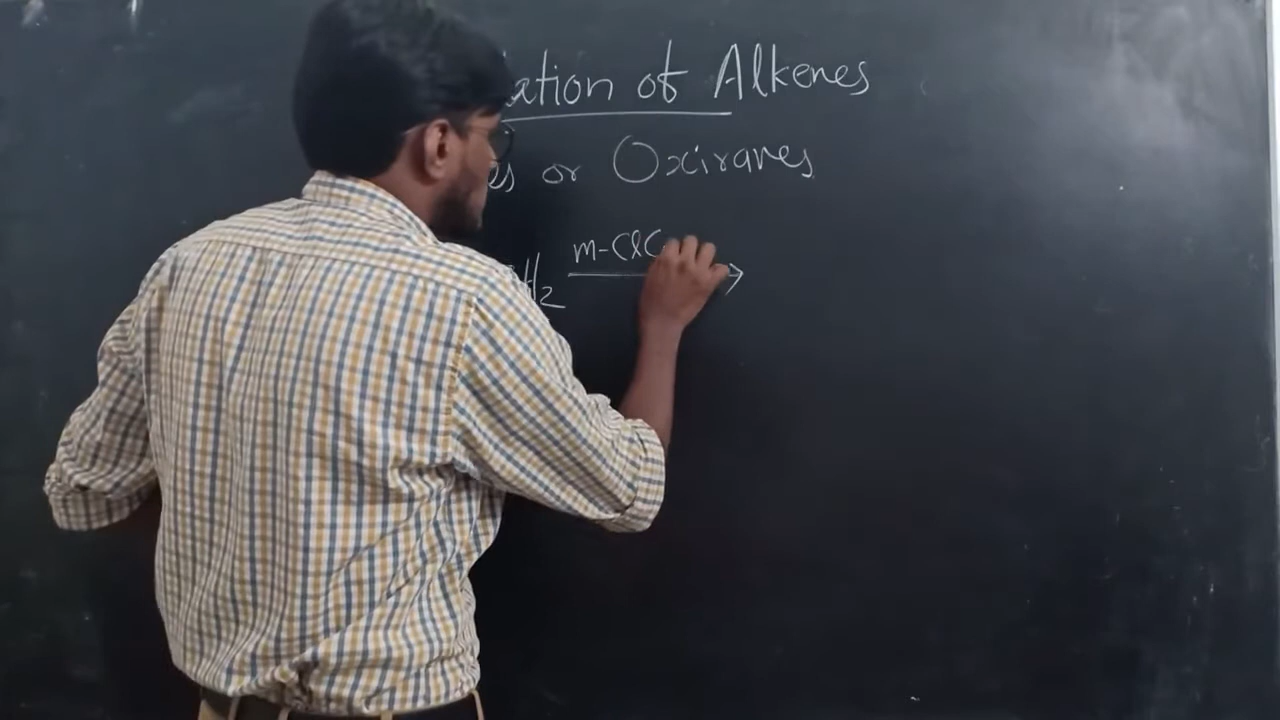 ation of Alkenes
es or Oxiranes
H2 m-ClC